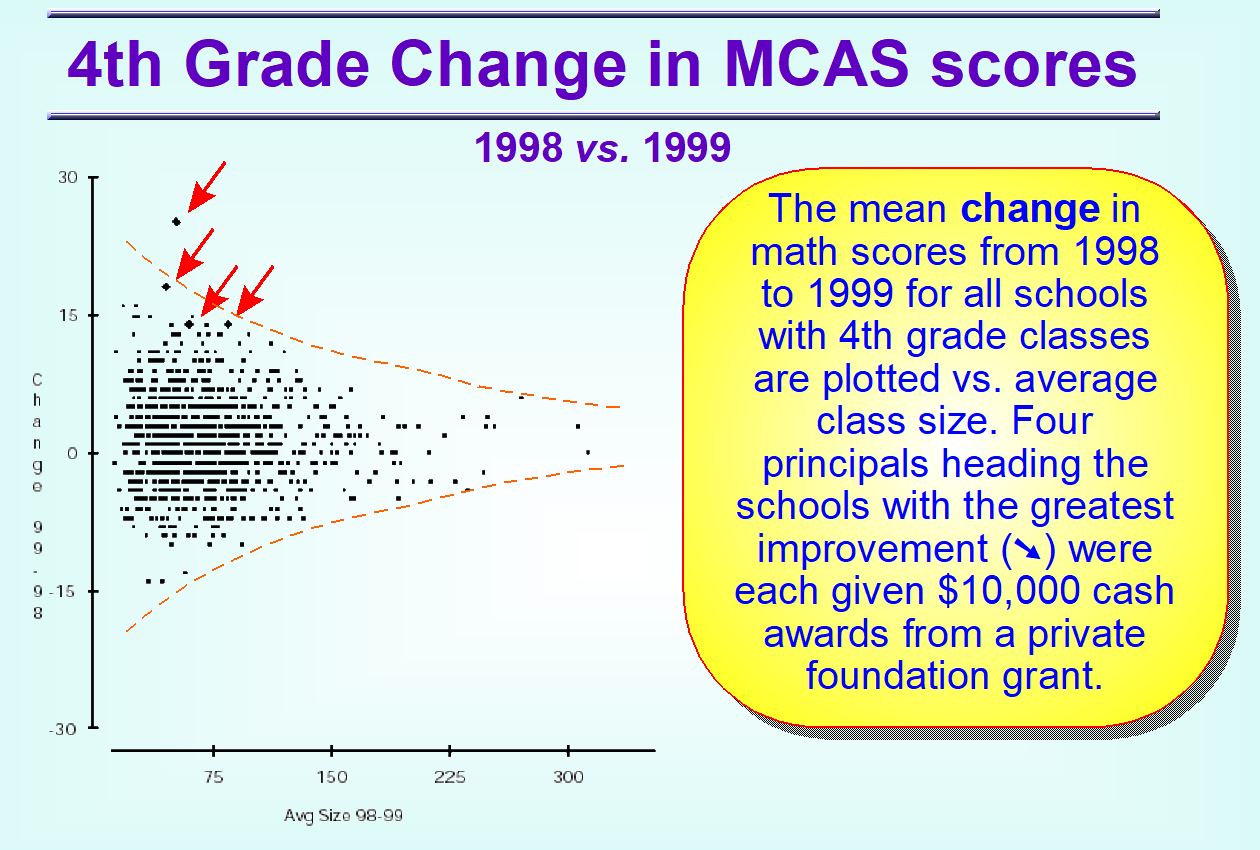 4th Grade Change in MCAS scores
1998 vs. 1999
30
15
0
-15
-30
Change 99-98
75 150 225 300
Avg Size 98-99
The mean change in
math scores from 1998
to 1999 for all schools
with 4th grade classes
are plotted vs. average
class size. Four
principals heading the
schools with the greatest
improvement (➘) were
each given $10,000 cash
awards from a private
foundation grant.